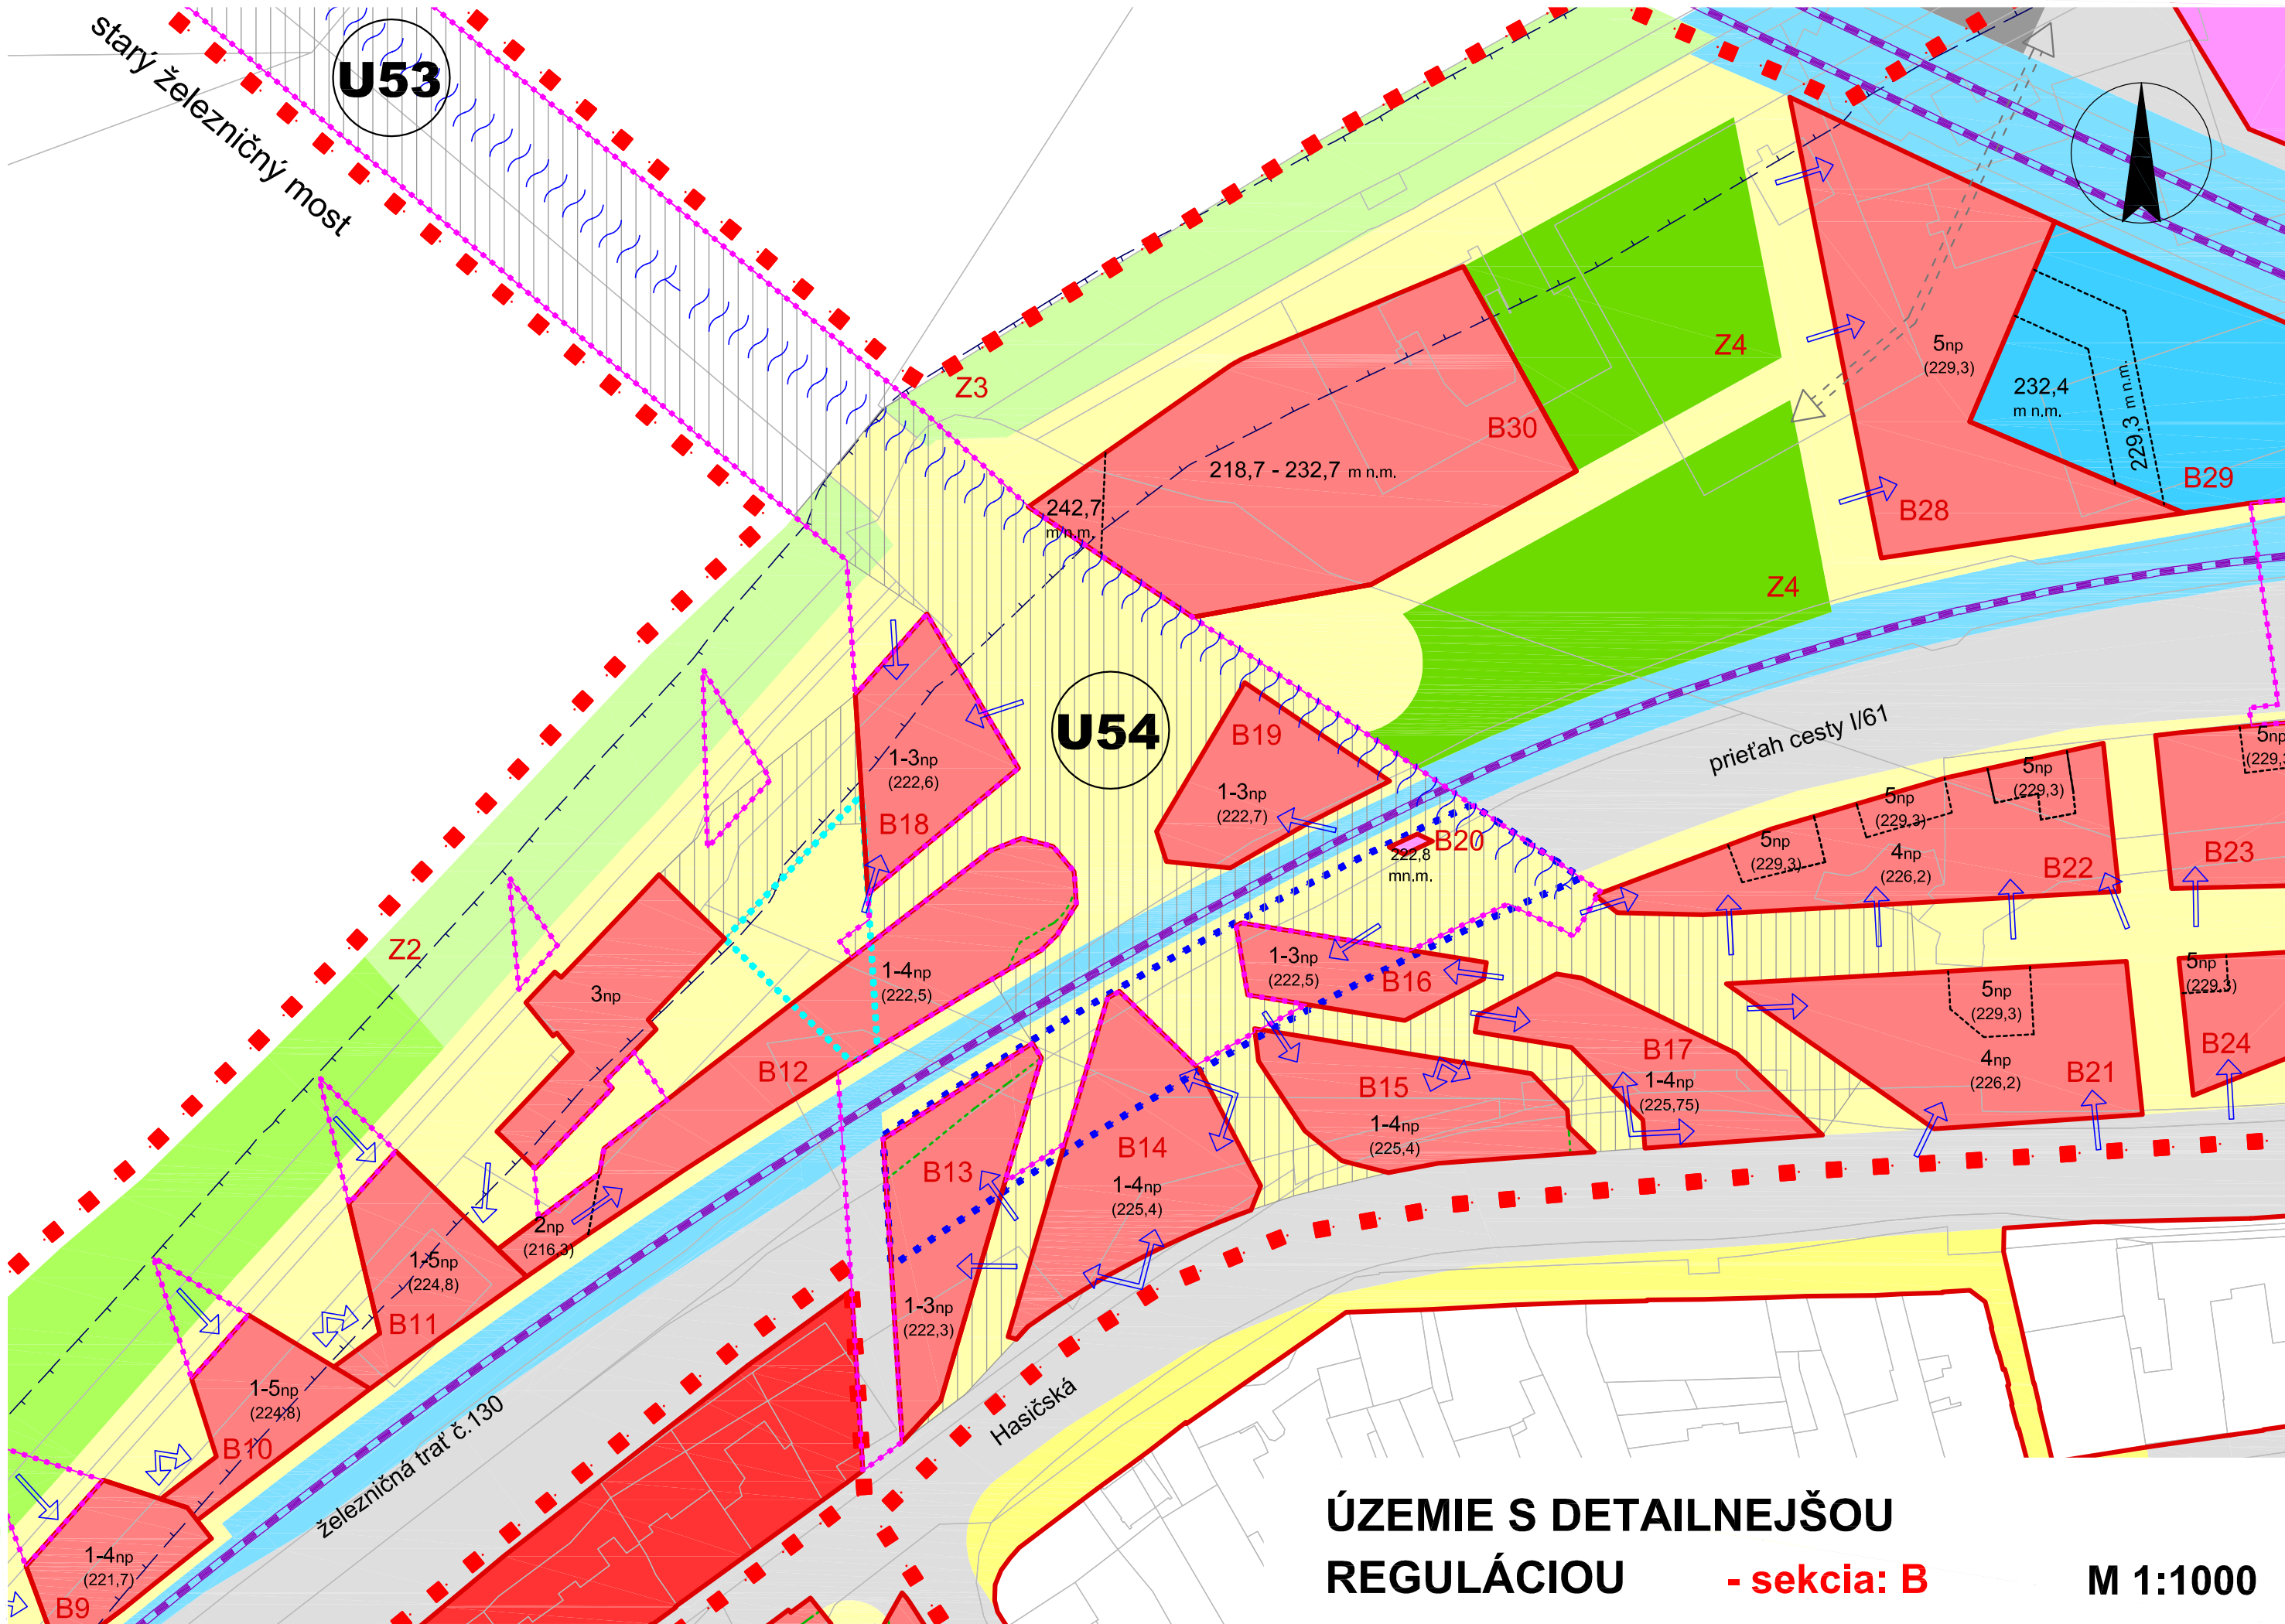 U53
starý železničný most
Z3
Z4
B30
218,7 - 232,7 m n.m.
242,7
m n.m.
5np
(229,3)
232,4
m n.m.
229,3 m n.m.
B29
B28
Z4
U54
B19
1-3np
(222,7)
1-3np
(222,6)
B18
prieťah cesty I/61
B20
222,8
mn.m.
5np
(229,3)
5np
(229,3)
5np
(229,3)
4np
(226,2)
B22
5np
B23
Z2
3np
1-4np
(222,5)
B12
1-3np
(222,5)
B16
5np
(229,3)
4np
(226,2)
B21
5np
(229,3)
B24
B17
1-4np
(225,75)
B15
1-4np
(225,4)
B14
1-4np
(225,4)
B13
1-3np
(222,3)
2np
(216,3)
1-5np
(224,8)
B11
1-5np
(224,8)
B10
1-4np
(221,7)
B9
železničná trať č.130
Hasičská
ÚZEMIE S DETAILNEJŠOU
REGULÁCIOU - sekcia: B M 1:1000